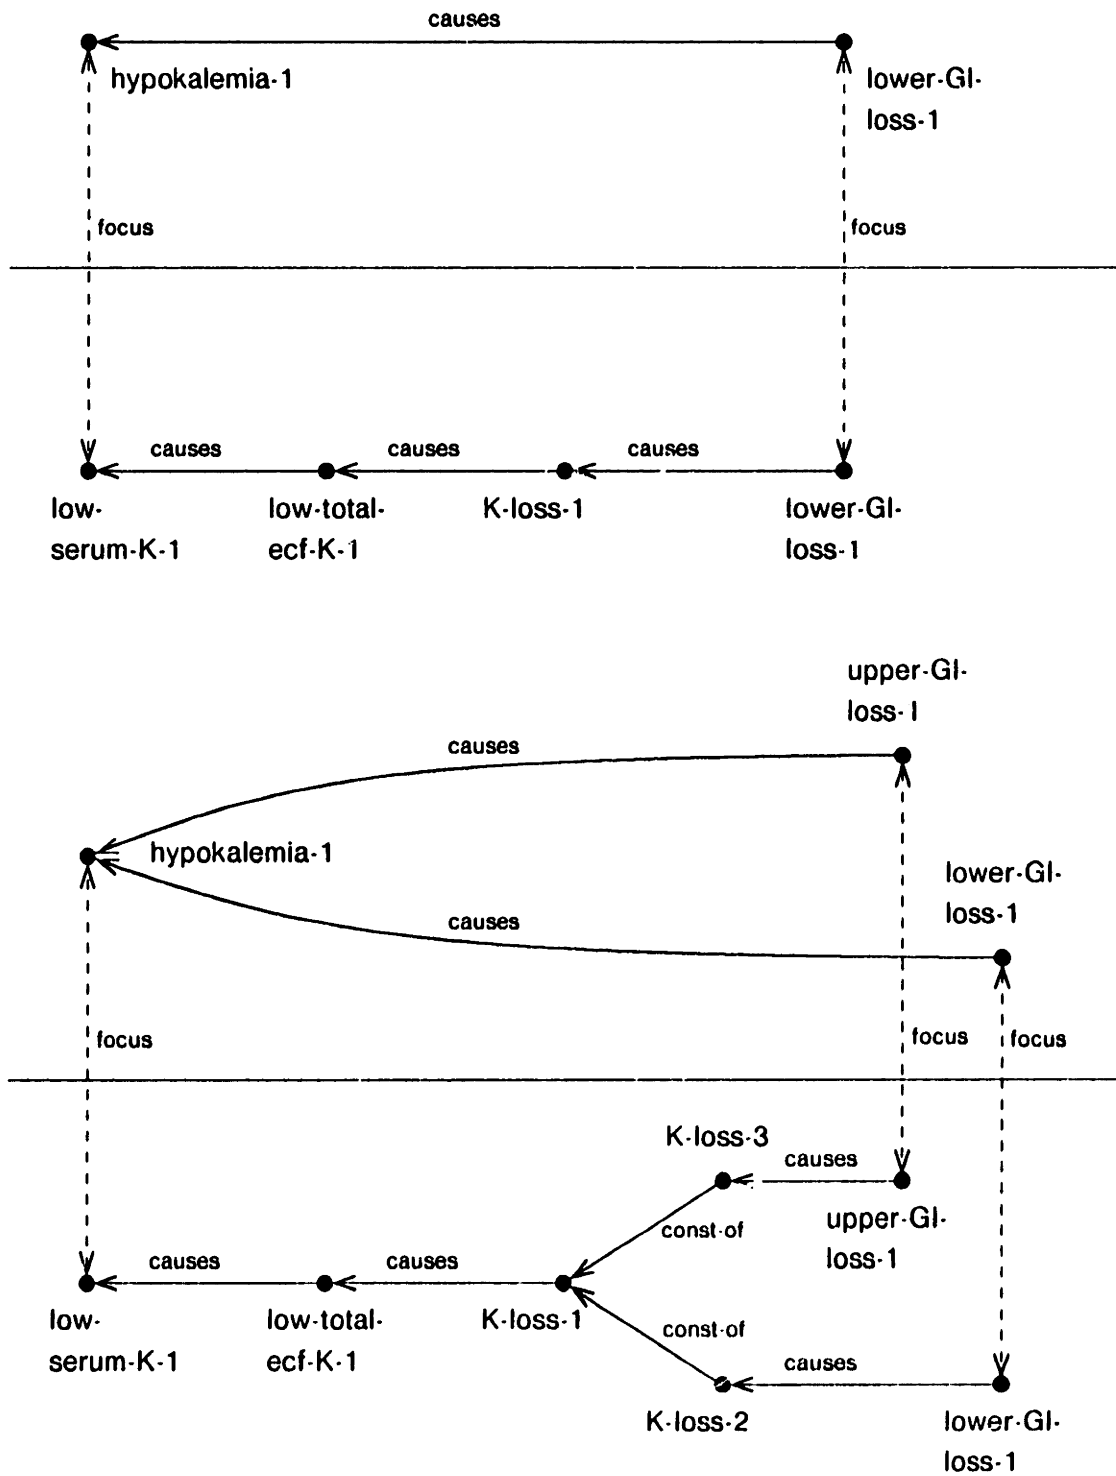 causes
hypokalemia-1
lower-GI-
loss-1
focus
focus
causes
causes
causes
low-
serum-K-1
low-total-
ecf-K-1
K-loss-1
lower-GI-
loss-1
upper-GI-
loss-1
causes
hypokalemia-1
lower-GI-
loss-1
causes
focus
focus
focus
K-loss-3
causes
upper-GI-
loss-1
const-of
causes
causes
low-
serum-K-1
low-total-
ecf-K-1
K-loss-1
const-of
causes
K-loss-2
lower-GI-
loss-1